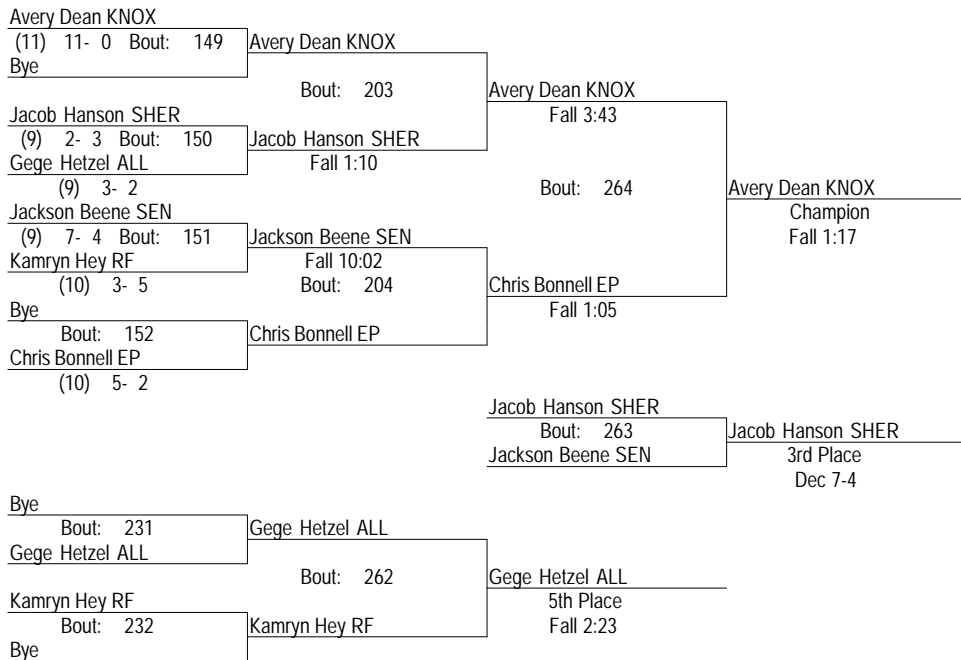 Avery Dean KNOX
(11) 11- 0 Bout: 149
Bye
Avery Dean KNOX
Bout: 203
Jacob Hanson SHER
(9) 2- 3 Bout: 150
Gege Hetzel ALL
(9) 3- 2
Jacob Hanson SHER
Fall 1:10
Avery Dean KNOX
Fall 3:43
Jackson Beene SEN
(9) 7- 4 Bout: 151
Kamryn Hey RF
(10) 3- 5
Jackson Beene SEN
Fall 10:02
Bout: 204
Bye
Bout: 152
Chris Bonnell EP
(10) 5- 2
Chris Bonnell EP
Chris Bonnell EP
Fall 1:05
Bout: 264
Avery Dean KNOX
Champion
Fall 1:17
Jacob Hanson SHER
Bout: 263
Jackson Beene SEN
Jacob Hanson SHER
3rd Place
Dec 7-4
Bye
Bout: 231
Gege Hetzel ALL
Gege Hetzel ALL
Bout: 262
Kamryn Hey RF
Bout: 232
Bye
Kamryn Hey RF
Gege Hetzel ALL
5th Place
Fall 2:23